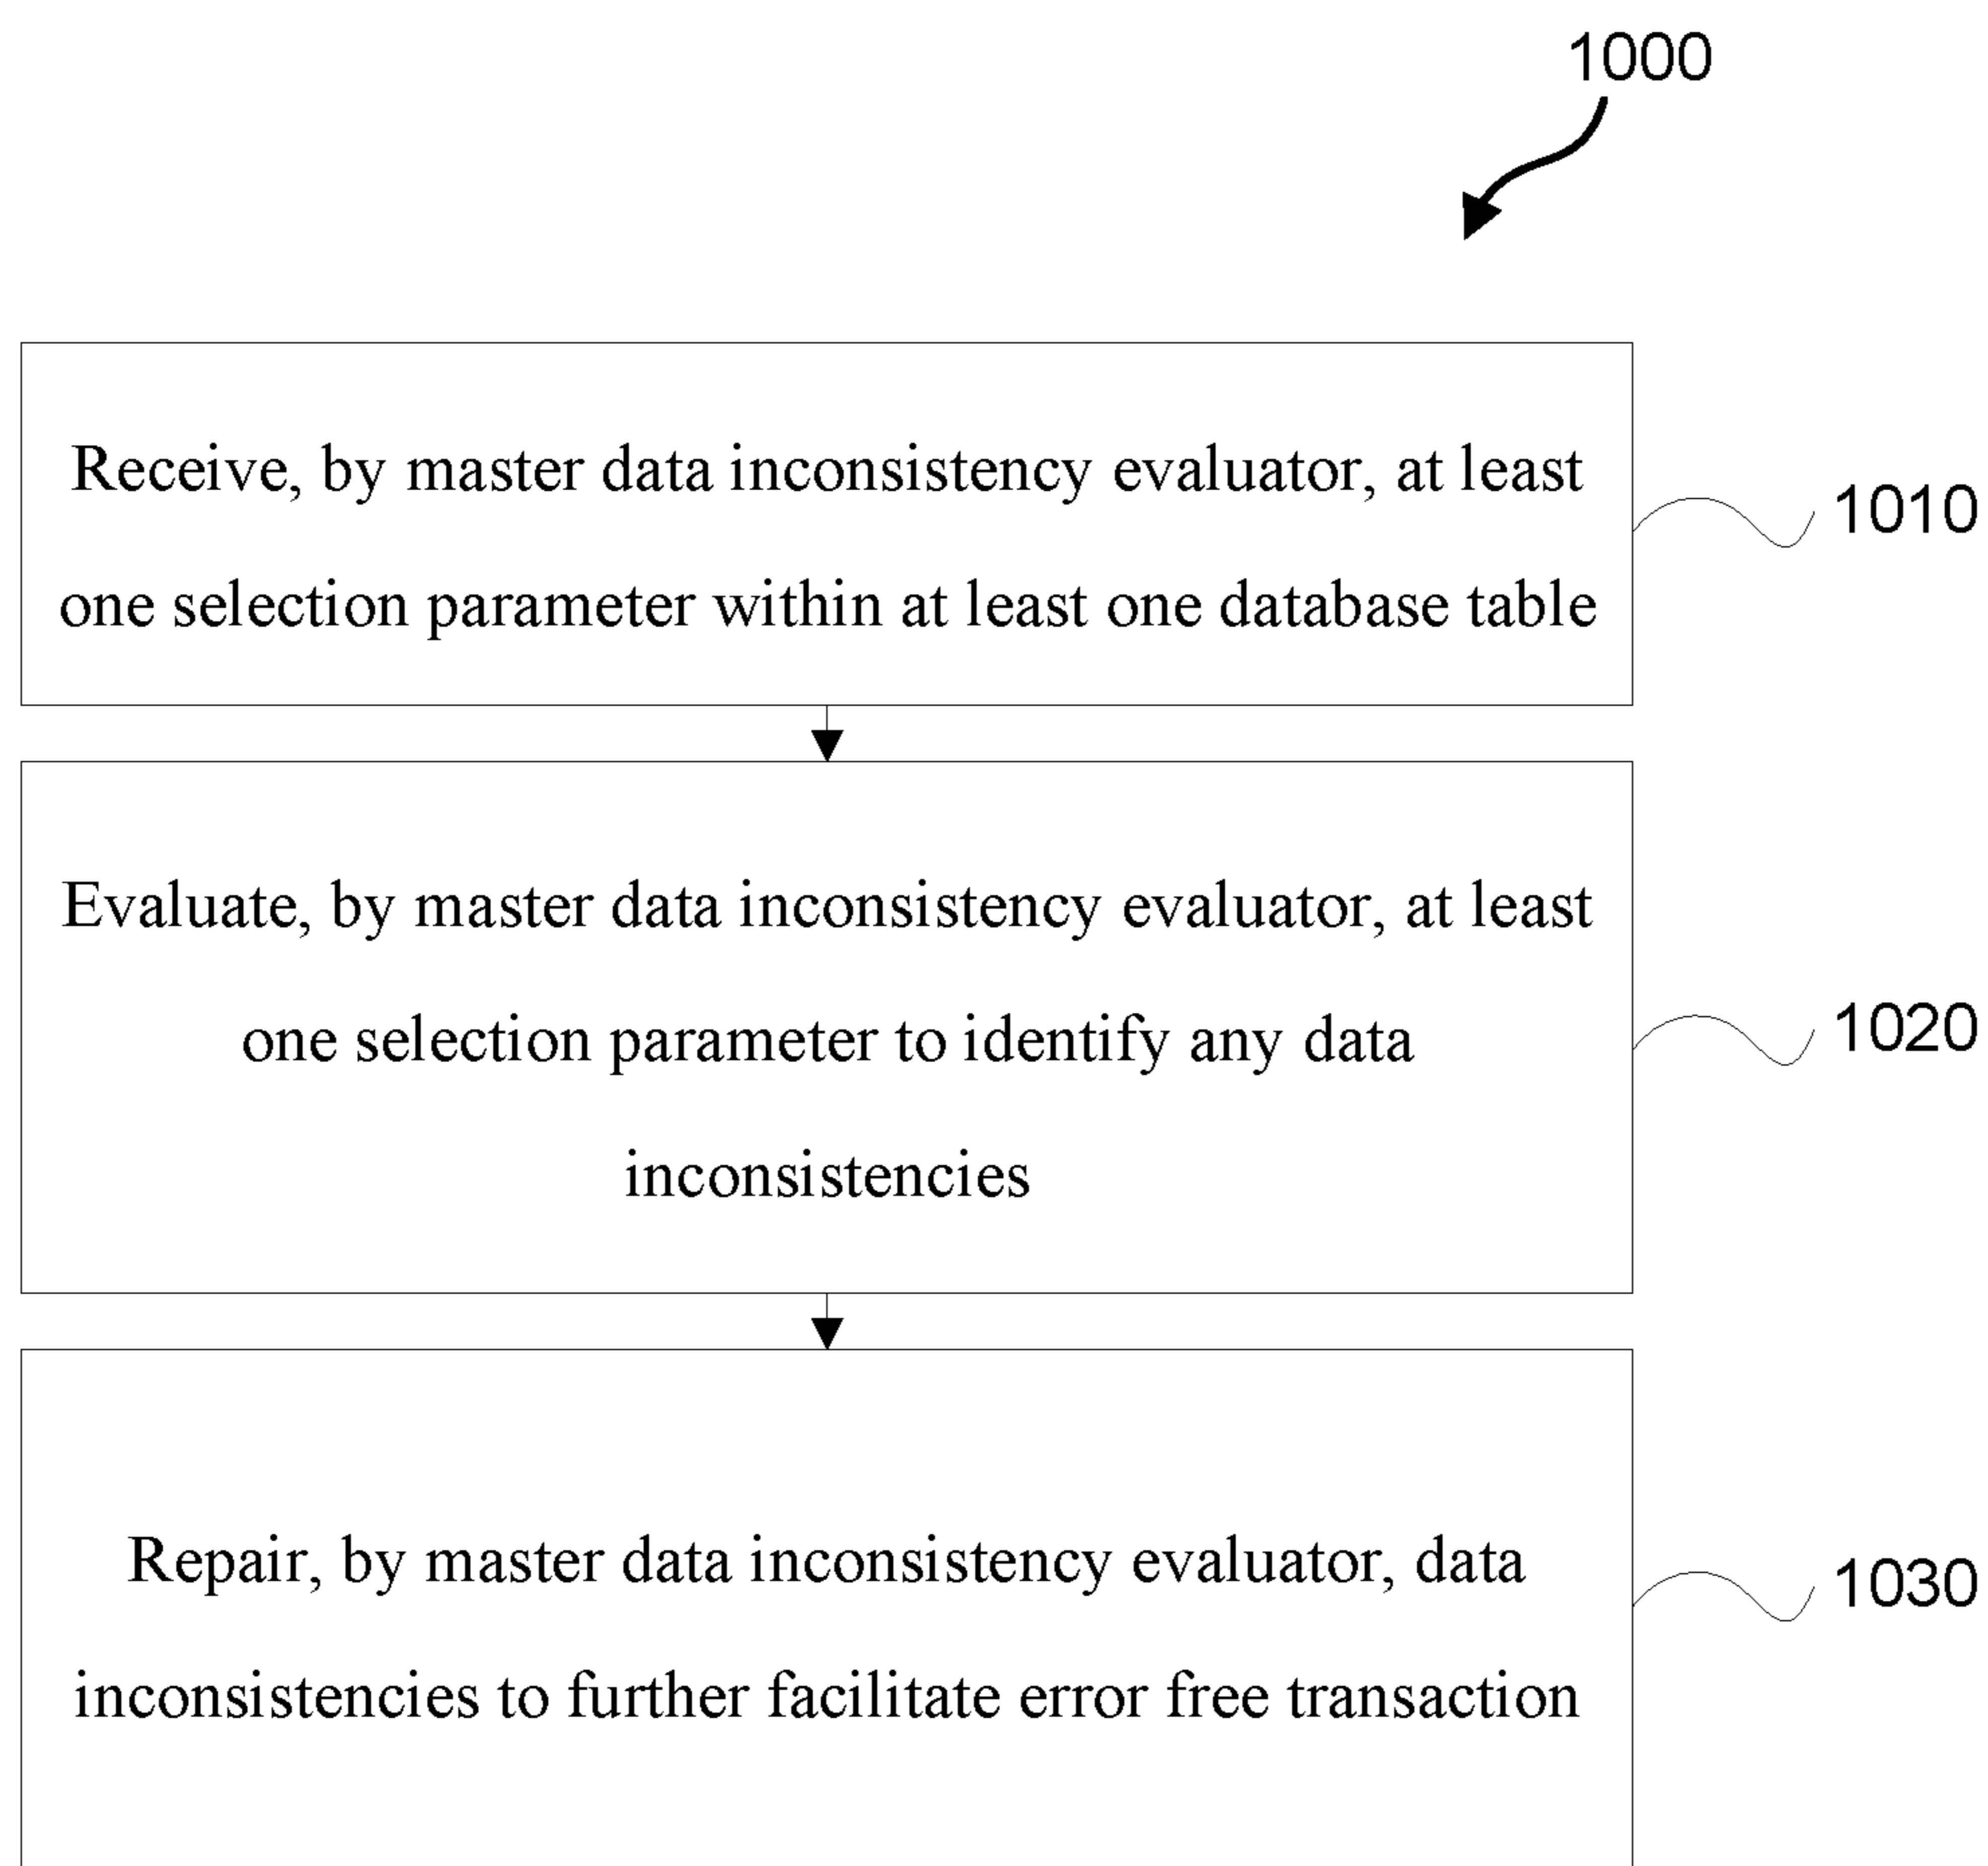 1000
Receive, by master data inconsistency evaluator, at least
one selection parameter within at least one database table
1010
Evaluate, by master data inconsistency evaluator, at least
one selection parameter to identify any data
inconsistencies
1020
Repair, by master data inconsistency evaluator, data
inconsistencies to further facilitate error free transaction
1030